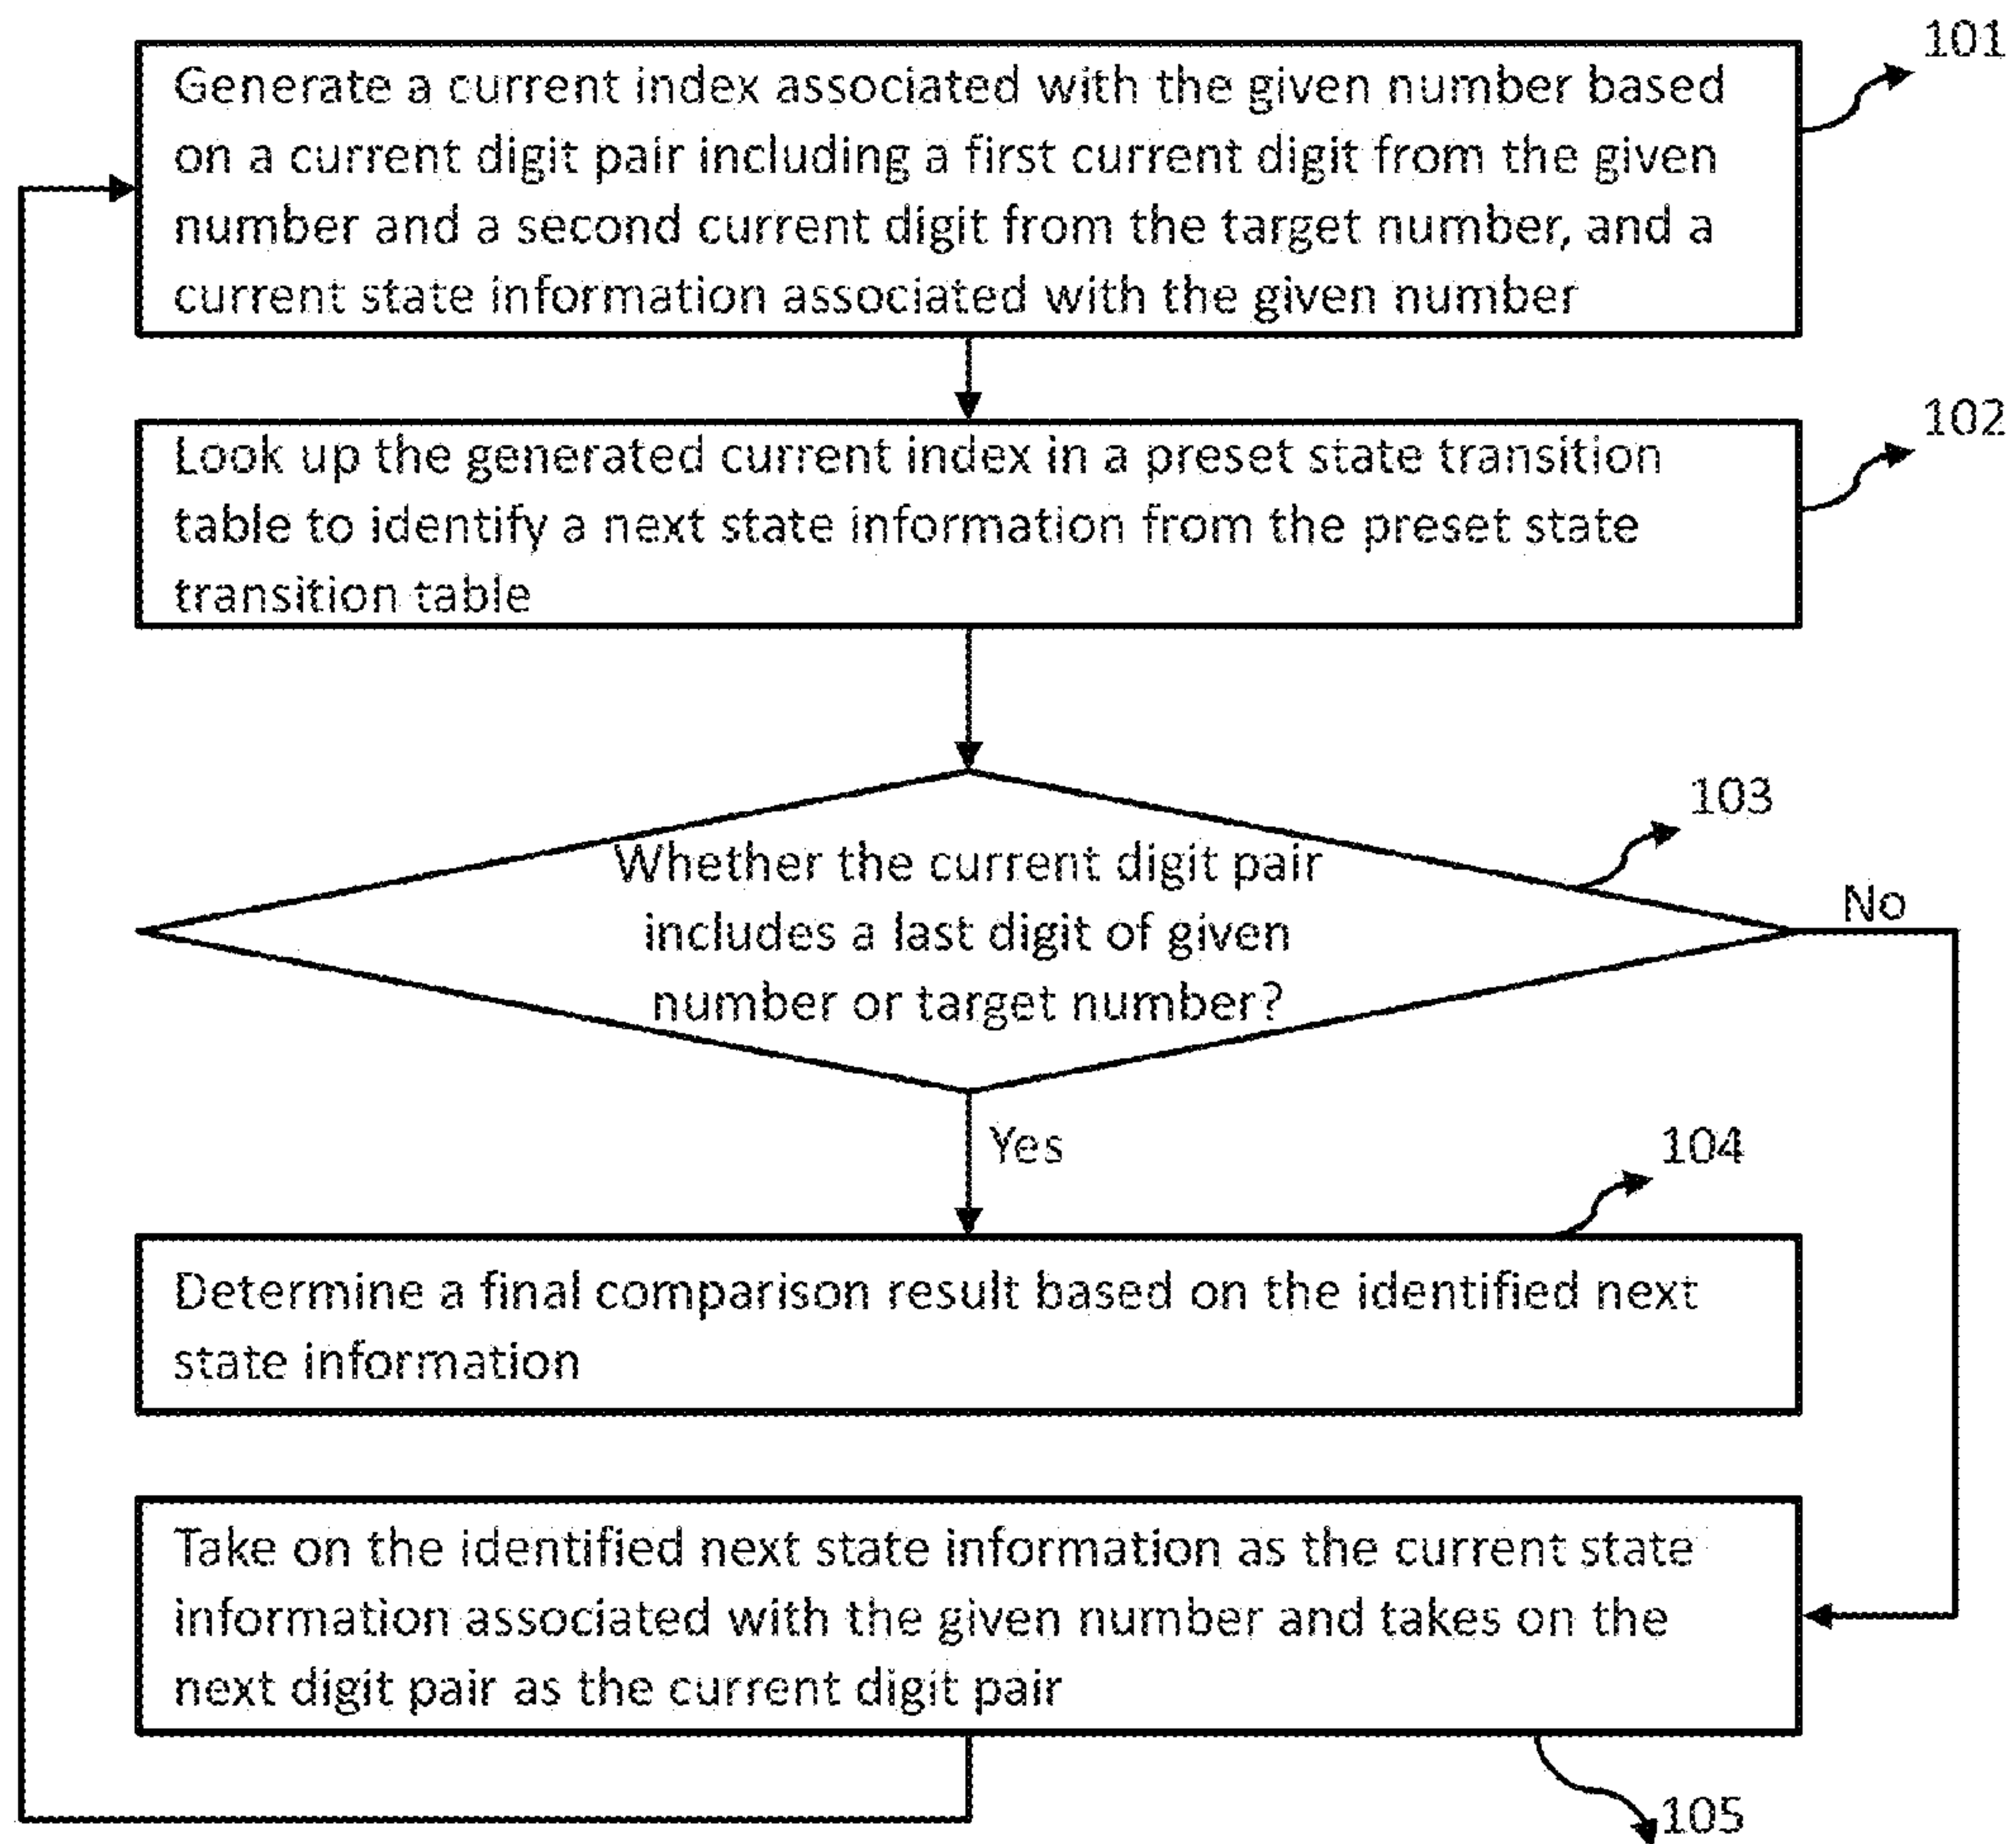 101
Generate a current index associated with the given number based
on a current digit pair including a first current digit from the given
number and a second current digit from the target number, and a
current state information associated with the given number
102
Look up the generated current index in a preset state transition
table to identify a next state information from the preset state
transition table
103
Whether the current digit pair
includes a last digit of given
number or target number?
No
Yes
104
Determine a final comparison result based on the identified next
state information
Take on the identified next state information as the current state
information associated with the given number and takes on the
next digit pair as the current digit pair
105